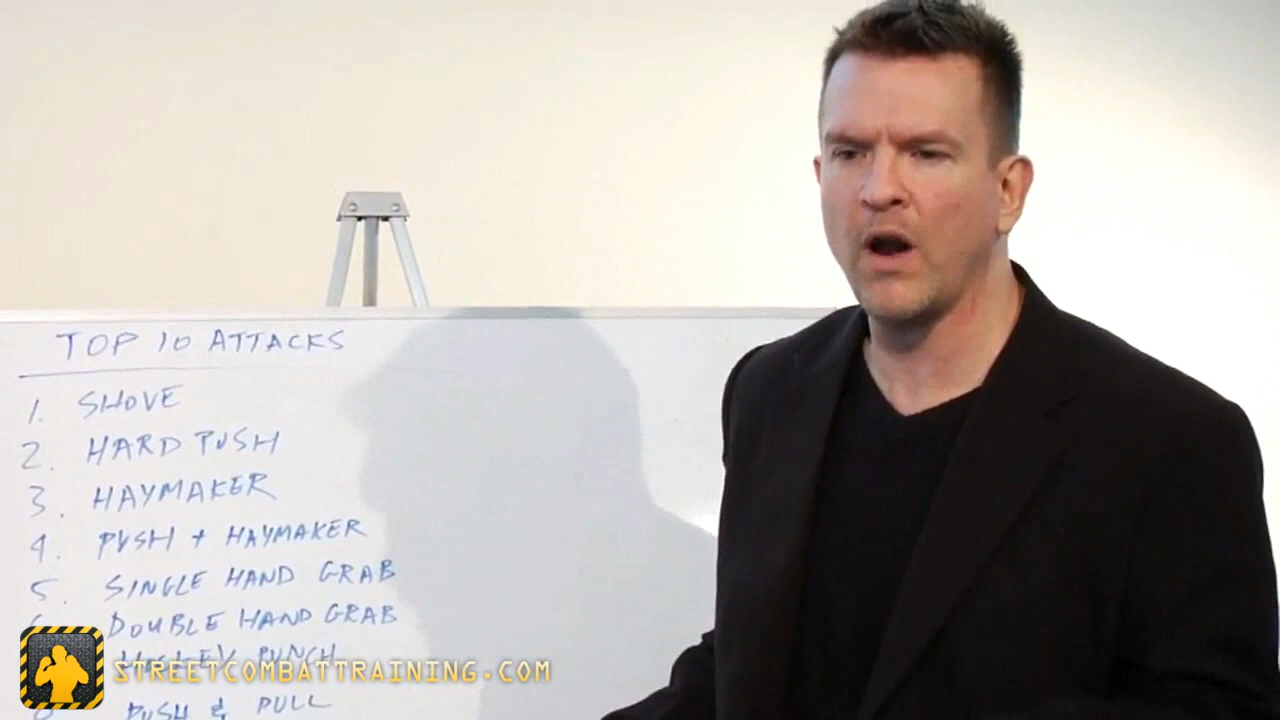 TOP 10 ATTACKS
1. SHOVE
2. HARD PUSH
3. HAYMAKER
4. PUSH + HAYMAKER
5. SINGLE HAND GRAB
DOUBLE HAND GRAB
PUNCH
STREETCOMBATTRAINING.COM
PUSH & PULL